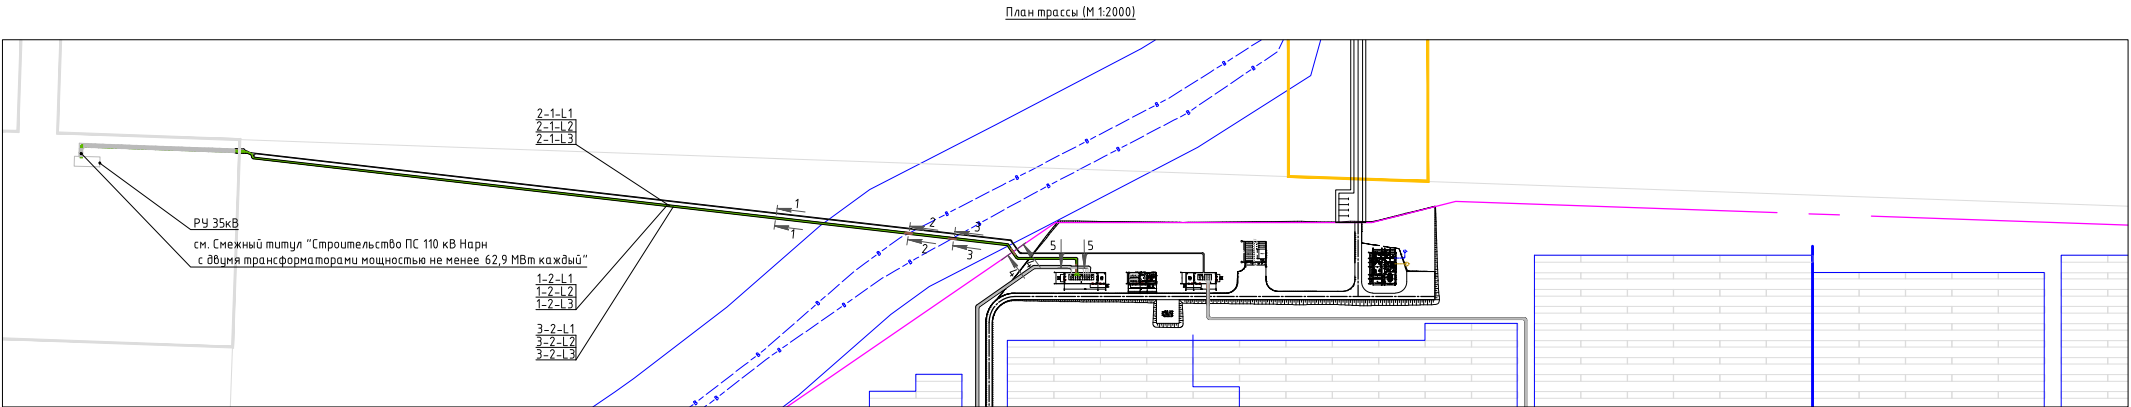 План трассы (М 1:2000)
2-1-L1
2-1-L2
2-1-L3
1
1
2
2
3
3
4
5
5
РУ 35кВ
см. Смежный титул "Строительство ПС 110 кВ Нарн
с двумя трансформаторами мощностью не менее 62,9 МВт каждый"
1-2-L1
1-2-L2
1-2-L3
3-2-L1
3-2-L2
3-2-L3